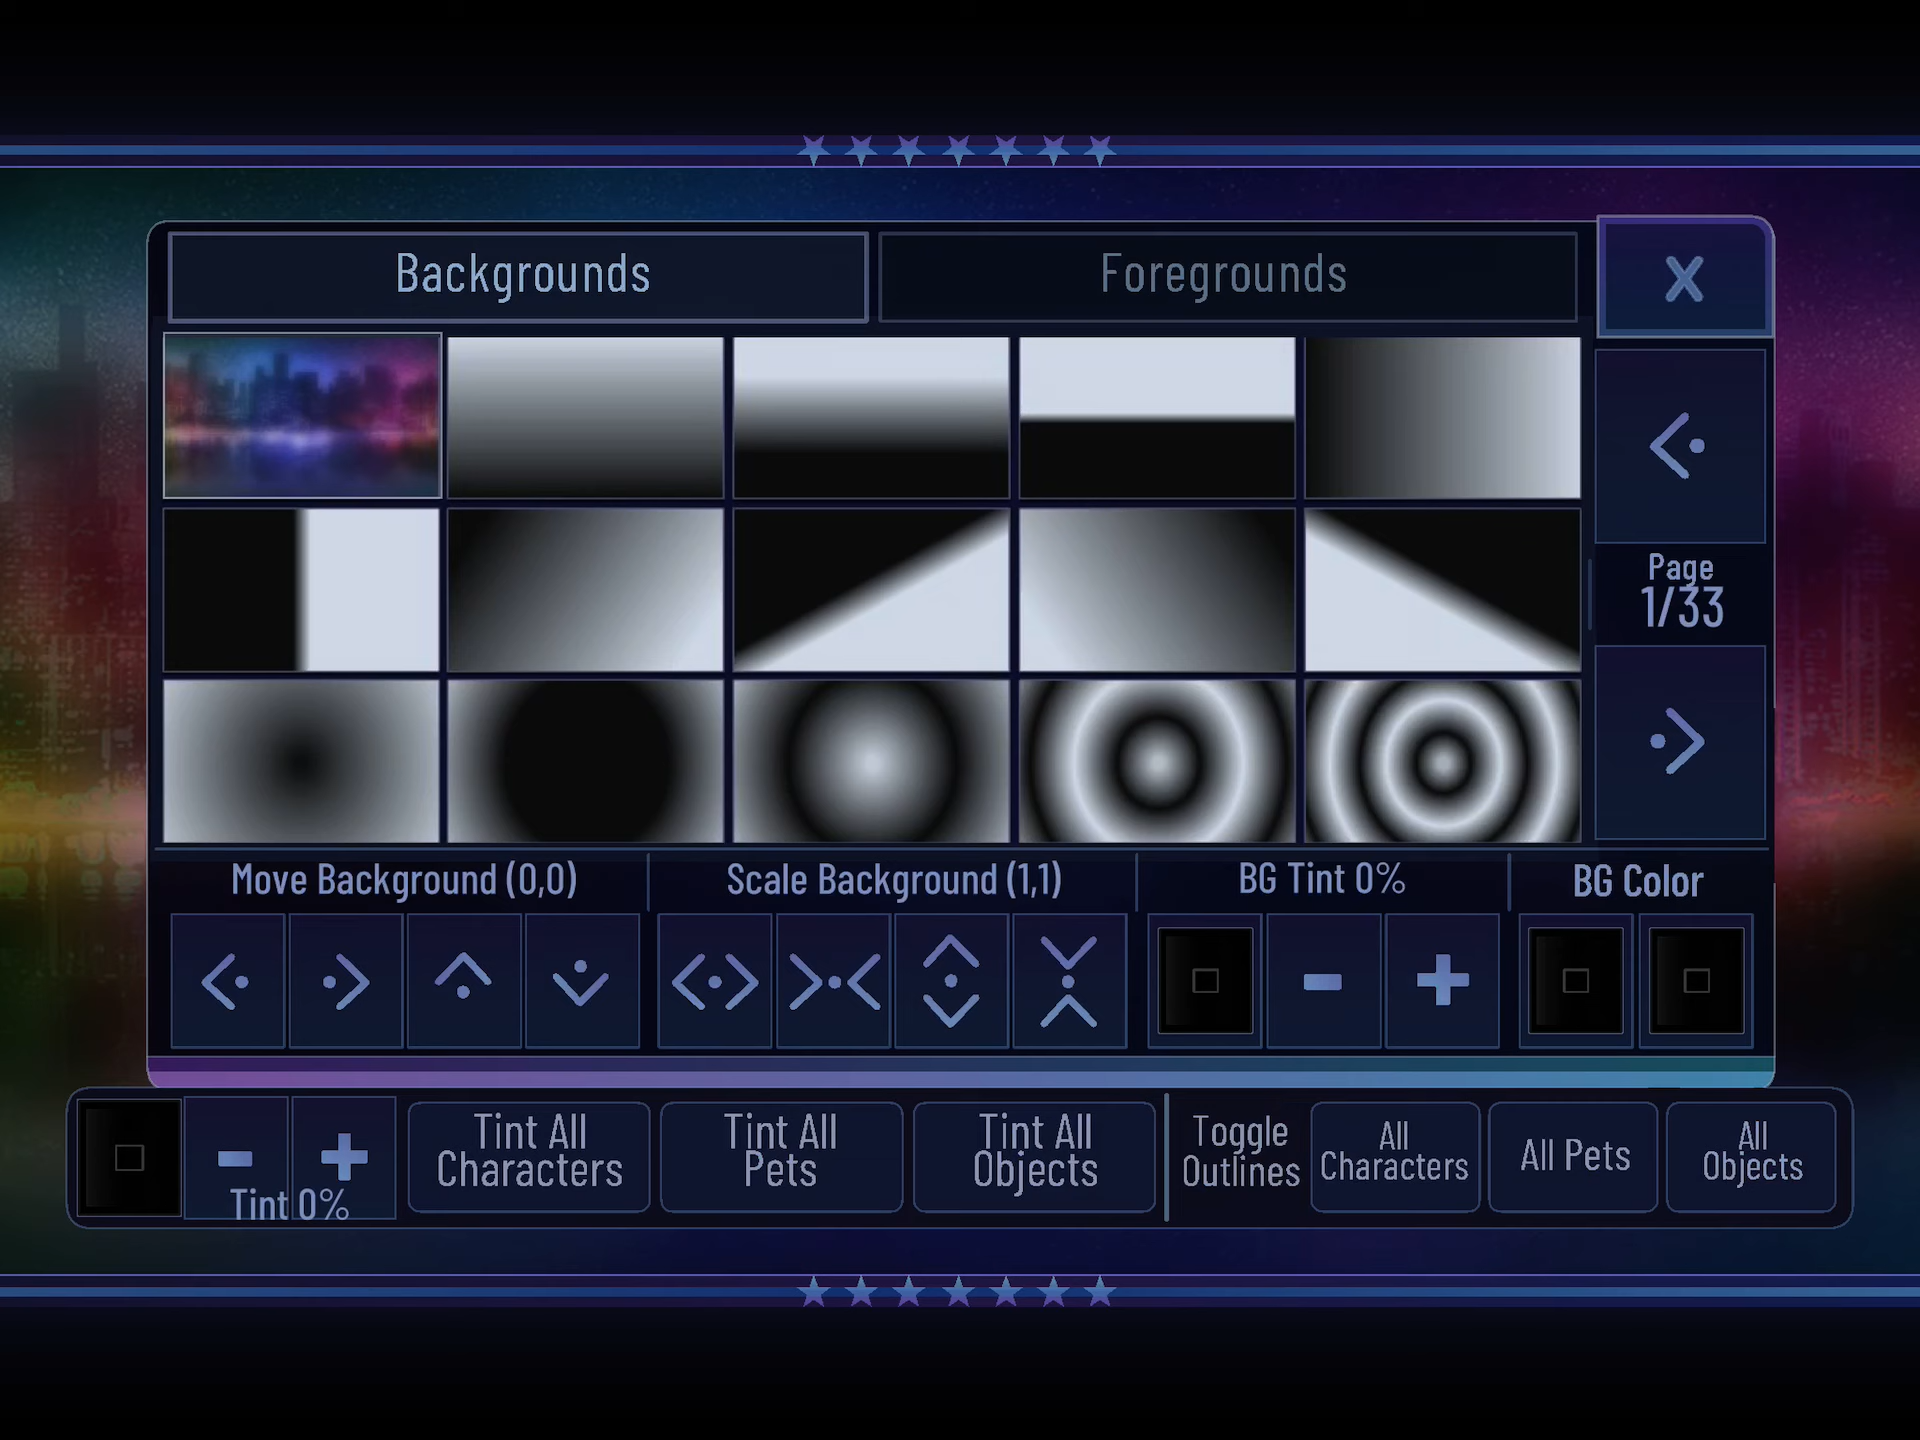 Backgrounds
Foregrounds
X
Page
1/33
Move Background (0,0)
Scale Background (1,1)
BG Tint 0%
BG Color
Tint 0%
Tint All
Characters
Tint All
Pets
Tint All
Objects
Toggle
Outlines
All
Characters
All Pets
All
Objects